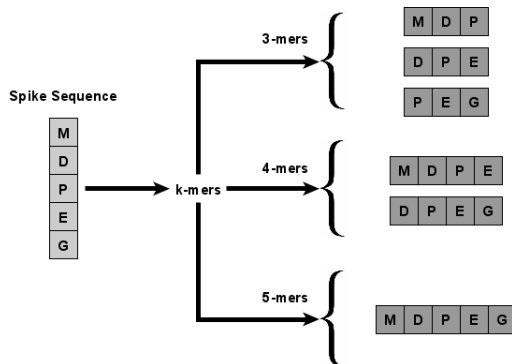 Spike Sequence
M
D
P
E
G
k-mers
3-mers
M D P
D P E
P E G
4-mers
M D P E
D P E G
5-mers
M D P E G